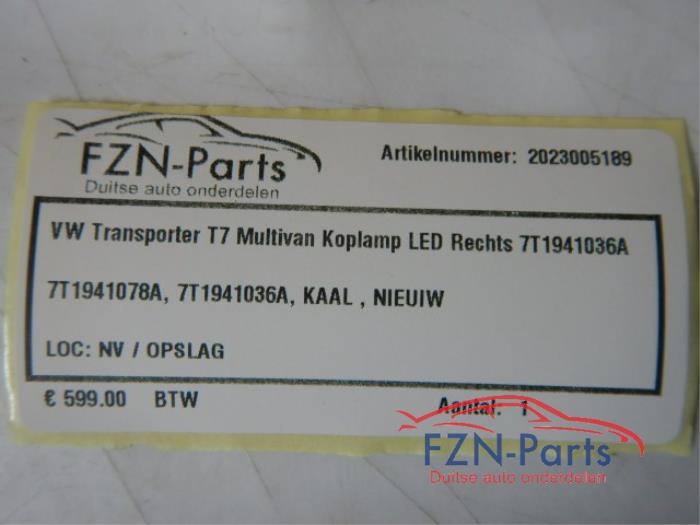 FZN-Parts
Duitse auto onderdelen
Artikelnummer: 2023005189
VW Transporter T7 Multivan Koplamp LED Rechts 7T1941036A
7T1941078A, 7T1941036A, KAAL , NIEUIW
LOC: NV / OPSLAG
€ 599.00 BTW
Aantal: 1
FZN-Parts
Duitse auto onderdelen